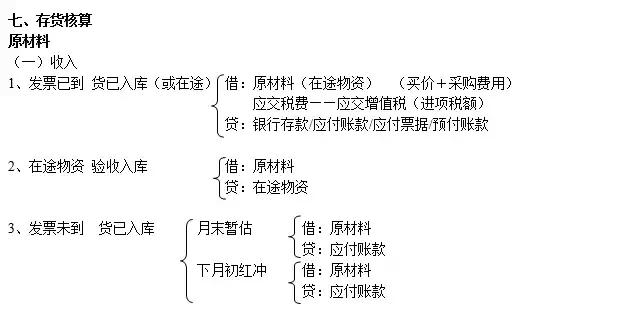 七、存货核算
原材料
（一）收入
1、发票已到 货已入库（或在途） 借：原材料（在途物资） （买价＋采购费用）
应交税费——应交增值税（进项税额）
贷：银行存款/应付账款/应付票据/预付账款
2、在途物资 验收入库 借：原材料
贷：在途物资
3、发票未到 货已入库 月末暂估 借：原材料
贷：应付账款
下月初红冲 借：原材料
贷：应付账款